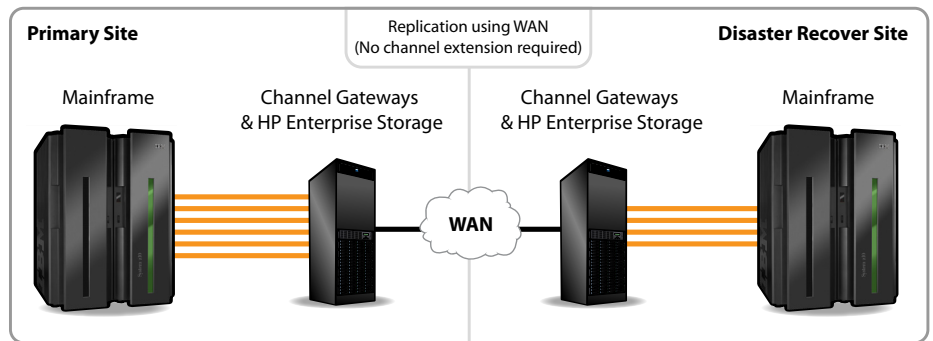 Primary Site
Replication using WAN
(No channel extension required)
Disaster Recover Site
Mainframe
Channel Gateways
& HP Enterprise Storage
Channel Gateways
& HP Enterprise Storage
Mainframe
WAN